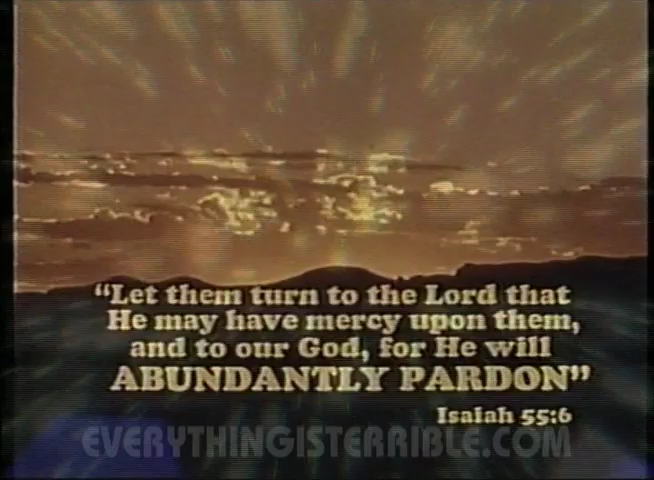 “Let them turn to the Lord that
He may have mercy upon them,
and to our God, for He will
ABUNDANTLY PARDON”
Isaiah 55:6
EVERYTHINGISTERRIBLE.COM